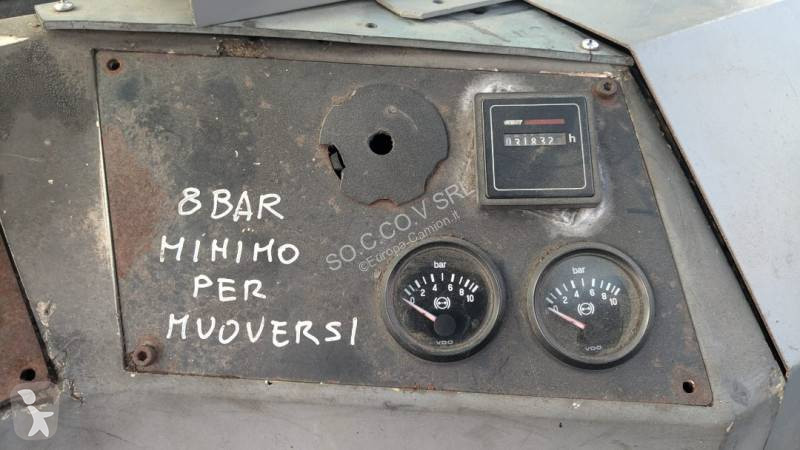 8 BAR
MINIMO
PER
MUOVERSI
031832 h
SO.C.CO.V SRL
©Europa-Camion.it
bar
0 2 4 6 8 10
VDO
bar
0 2 4 6 8 10
VDO